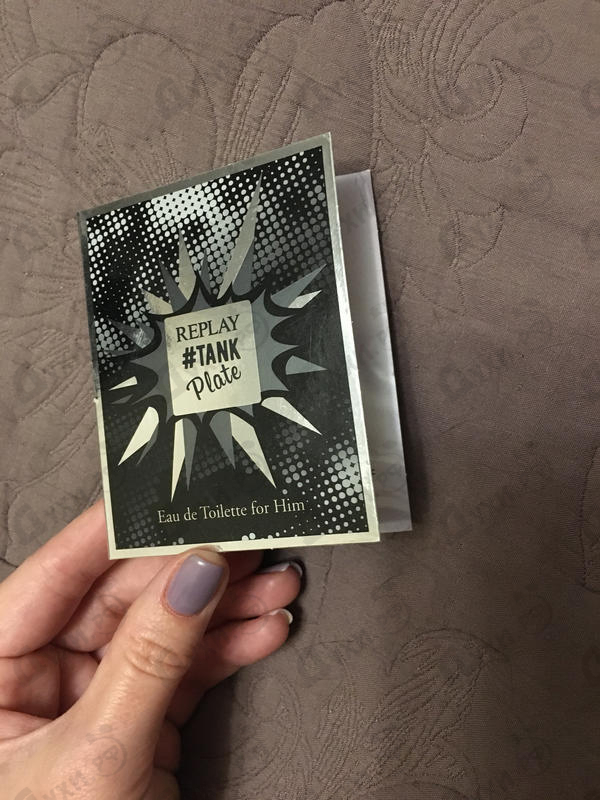 REPLAY
#TANK
Plate
Eau de Toilette for Him